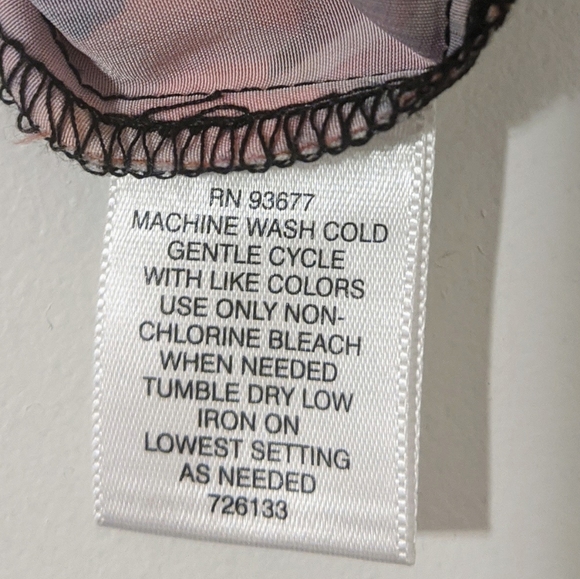 RN 93677
MACHINE WASH COLD
GENTLE CYCLE
WITH LIKE COLORS
USE ONLY NON-
CHLORINE BLEACH
WHEN NEEDED
TUMBLE DRY LOW
IRON ON
LOWEST SETTING
AS NEEDED
726133